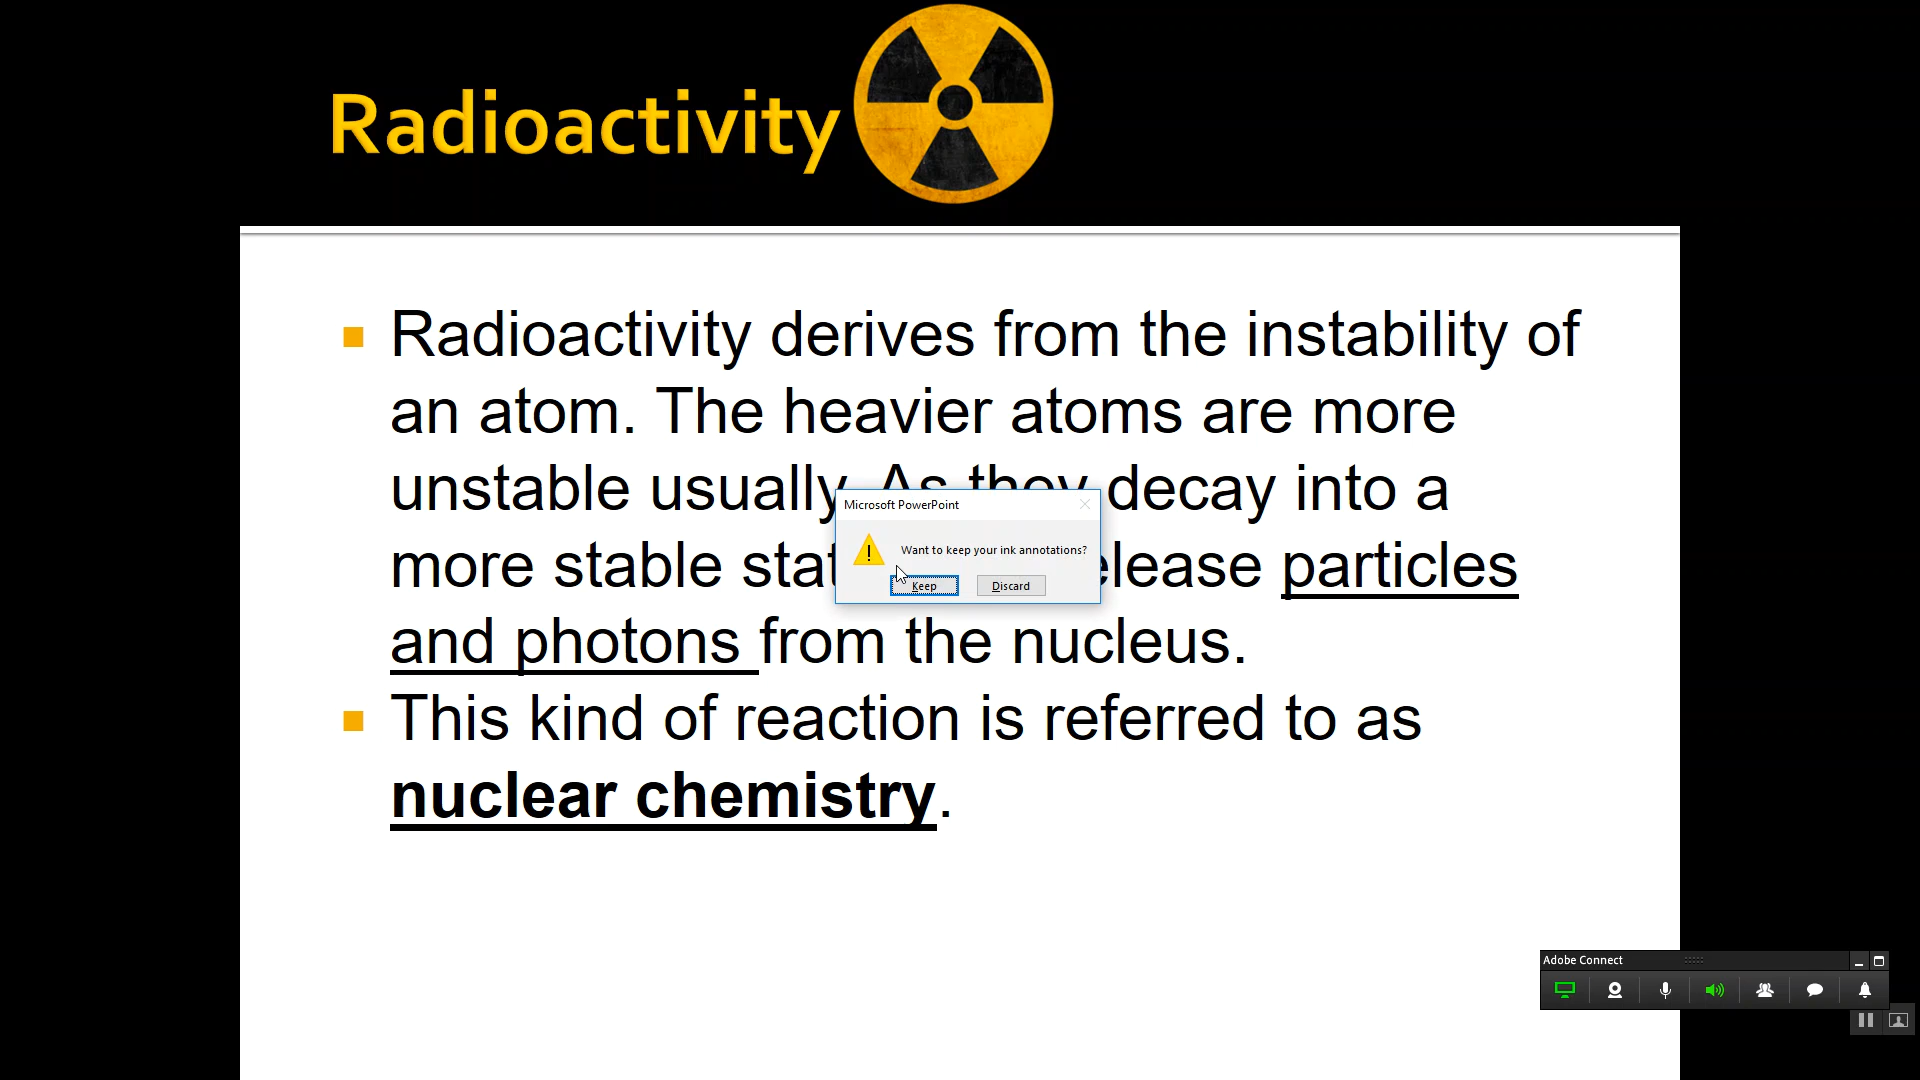 Radioactivity
Radioactivity derives from the instability of
an atom. The heavier atoms are more
unstable usually. As they decay into a
more stable stat elease particles
and photons from the nucleus.
This kind of reaction is referred to as
nuclear chemistry.
Microsoft PowerPoint
Want to keep your ink annotations?
Keep Discard
Adobe Connect